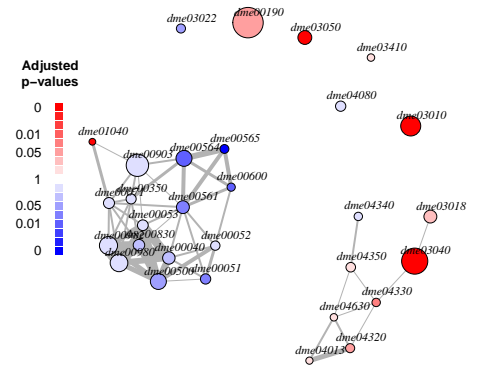 dme00190
dme03022
dme03050
dme03410
Adjusted
p−values
dme04080
0
0.01
0.05
1
0.05
0.01
0
dme03010
dme01040
dme00565
dme00564
dme00903
dme00600
dme00350
dme00561
dme00053
dme04340
dme03018
dme00830
dme00052
dme00980
dme00040
dme03040
dme04350
dme00500
dme00051
dme04330
dme04630
dme04320
dme04013